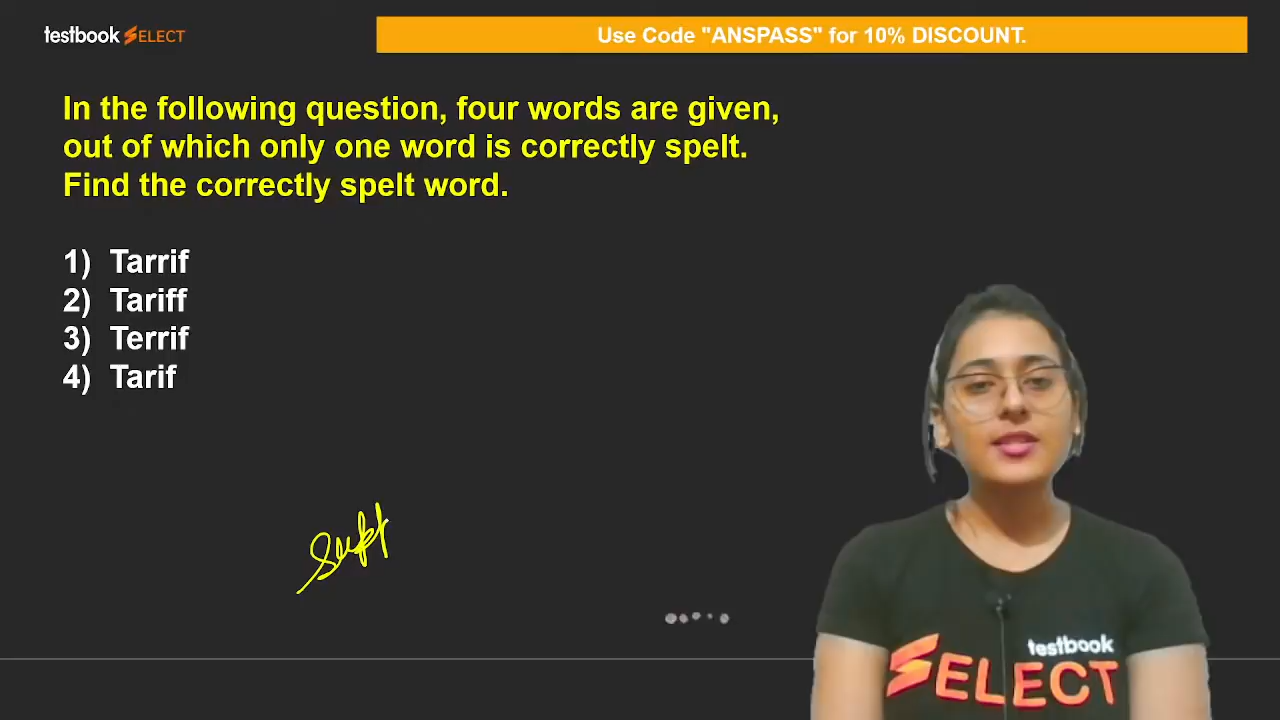 testbook SELECT
Use Code "ANSPASS" for 10% DISCOUNT.
In the following question, four words are given,
out of which only one word is correctly spelt.
Find the correctly spelt word.
1) Tarrif
2) Tariff
3) Terrif
4) Tarif
testbook
SELECT